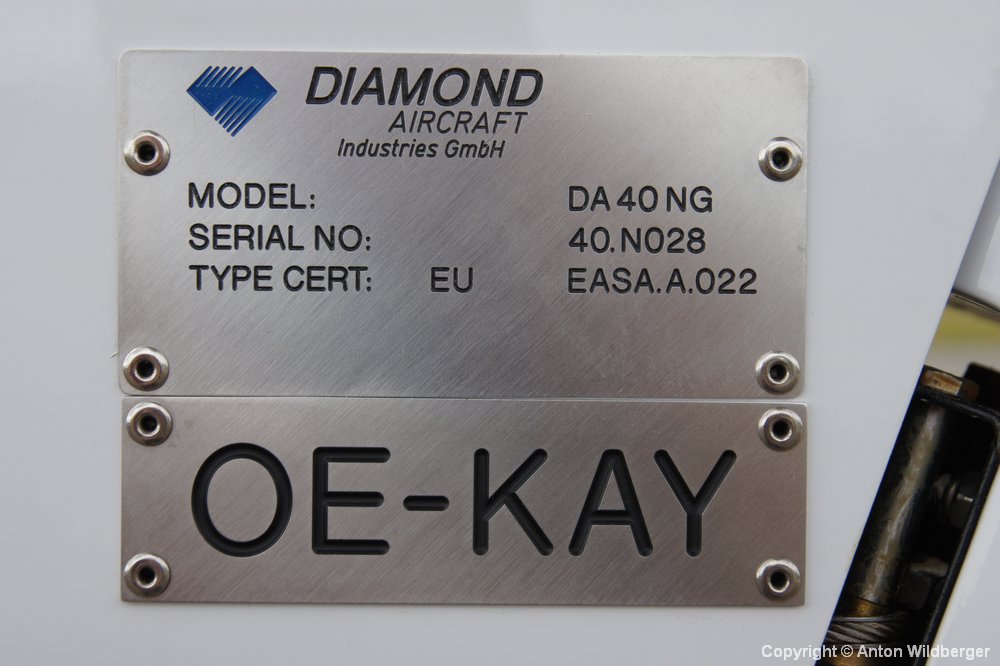 DIAMOND
AIRCRAFT
Industries GmbH
MODEL: DA 40 NG
SERIAL NO: 40.N028
TYPE CERT: EU EASA.A.022
OE-KAY
Copyright © Anton Wildberger